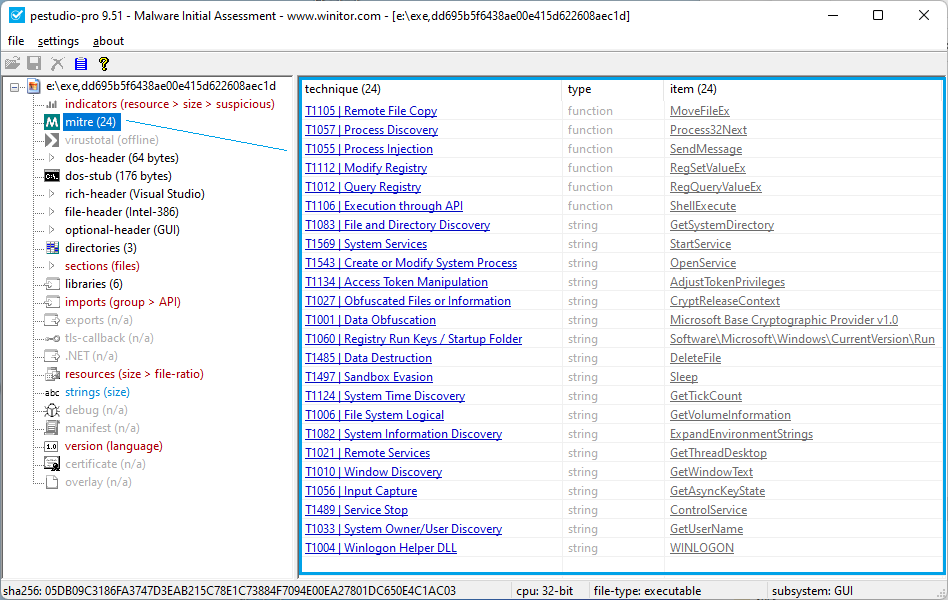 pestudio-pro 9.51 - Malware Initial Assessment - www.winitor.com - [e:\exe,dd695b5f6438ae00e415d622608aec1d]
file settings about
e:\exe,dd695b5f6438ae00e415d622608aec1d
indicators (resource > size > suspicious)
mitre (24)
virustotal (offline)
dos-header (64 bytes)
dos-stub (176 bytes)
rich-header (Visual Studio)
file-header (Intel-386)
optional-header (GUI)
directories (3)
sections (files)
libraries (6)
imports (group > API)
exports (n/a)
tls-callback (n/a)
.NET (n/a)
resources (size > file-ratio)
abc strings (size)
debug (n/a)
manifest (n/a)
1.0 version (language)
certificate (n/a)
overlay (n/a)
technique (24) type item (24)
T1105 | Remote File Copy function MoveFileEx
T1057 | Process Discovery function Process32Next
T1055 | Process Injection function SendMessage
T1112 | Modify Registry function RegSetValueEx
T1012 | Query Registry function RegQueryValueEx
T1106 | Execution through API function ShellExecute
T1083 | File and Directory Discovery string GetSystemDirectory
T1569 | System Services string StartService
T1543 | Create or Modify System Process string OpenService
T1134 | Access Token Manipulation string AdjustTokenPrivileges
T1027 | Obfuscated Files or Information string CryptReleaseContext
T1001 | Data Obfuscation string Microsoft Base Cryptographic Provider v1.0
T1060 | Registry Run Keys / Startup Folder string Software\Microsoft\Windows\CurrentVersion\Run
T1485 | Data Destruction string DeleteFile
T1497 | Sandbox Evasion string Sleep
T1124 | System Time Discovery string GetTickCount
T1006 | File System Logical string GetVolumeInformation
T1082 | System Information Discovery string ExpandEnvironmentStrings
T1021 | Remote Services string GetThreadDesktop
T1010 | Window Discovery string GetWindowText
T1056 | Input Capture string GetAsyncKeyState
T1489 | Service Stop string ControlService
T1033 | System Owner/User Discovery string GetUserName
T1004 | Winlogon Helper DLL string WINLOGON
sha256: 05DB09C3186FA3747D3EAB215C78E1C73884F7094E00EA27801DC650E4C1AC03 cpu: 32-bit file-type: executable subsystem: GUI